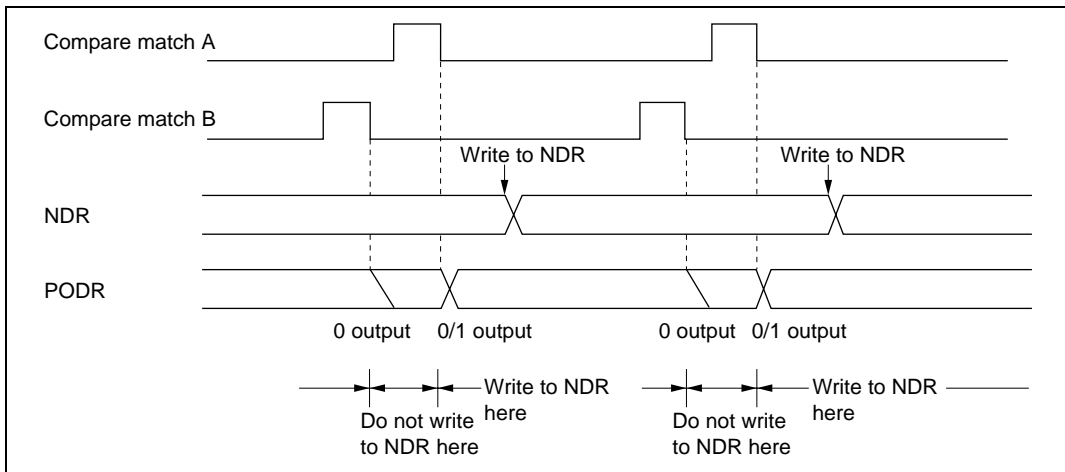 Compare match A
Compare match B
Write to NDR
Write to NDR
NDR
PODR
0 output
0/1 output
0 output
0/1 output
Write to NDR
here
Do not write
to NDR here
Write to NDR
here
Do not write
to NDR here